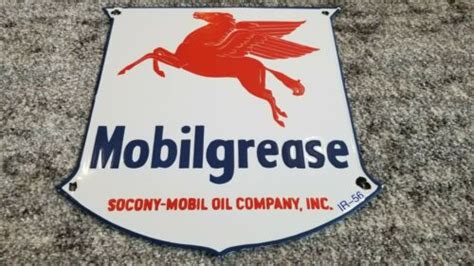 Mobilgrease
SOCONY-MOBIL OIL COMPANY, INC.
IR-56